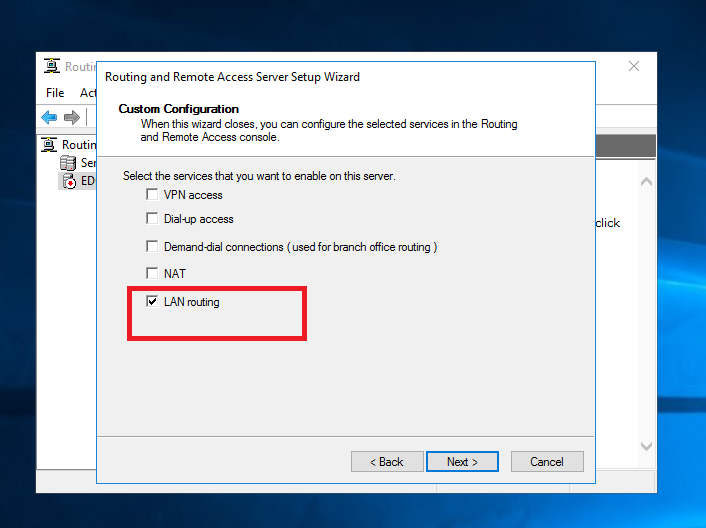 Routin
Routing and Remote Access Server Setup Wizard
File Act
Custom Configuration
When this wizard closes, you can configure the selected services in the Routing
and Remote Access console.
Routin
Ser
ED
Select the services that you want to enable on this server.
VPN access
Dial-up access
click
Demand-dial connections ( used for branch office routing )
NAT
LAN routing
< Back Next > Cancel